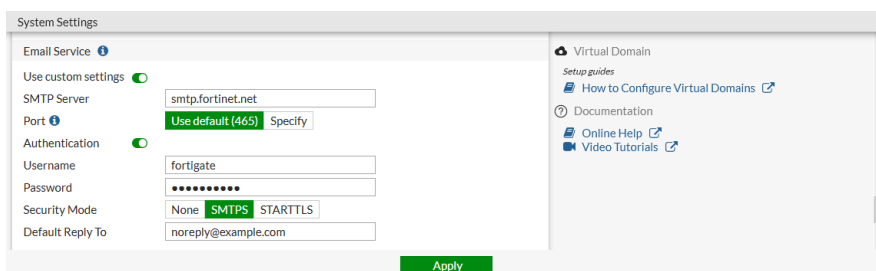 System Settings
Email Service
Use custom settings
SMTP Server smtp.fortinet.net
Port Use default (465) Specify
Authentication
Username fortigate
Password ●●●●●●●●●●
Security Mode None SMTPS STARTTLS
Default Reply To noreply@example.com
Virtual Domain
Setup guides
How to Configure Virtual Domains
Documentation
Online Help
Video Tutorials
Apply